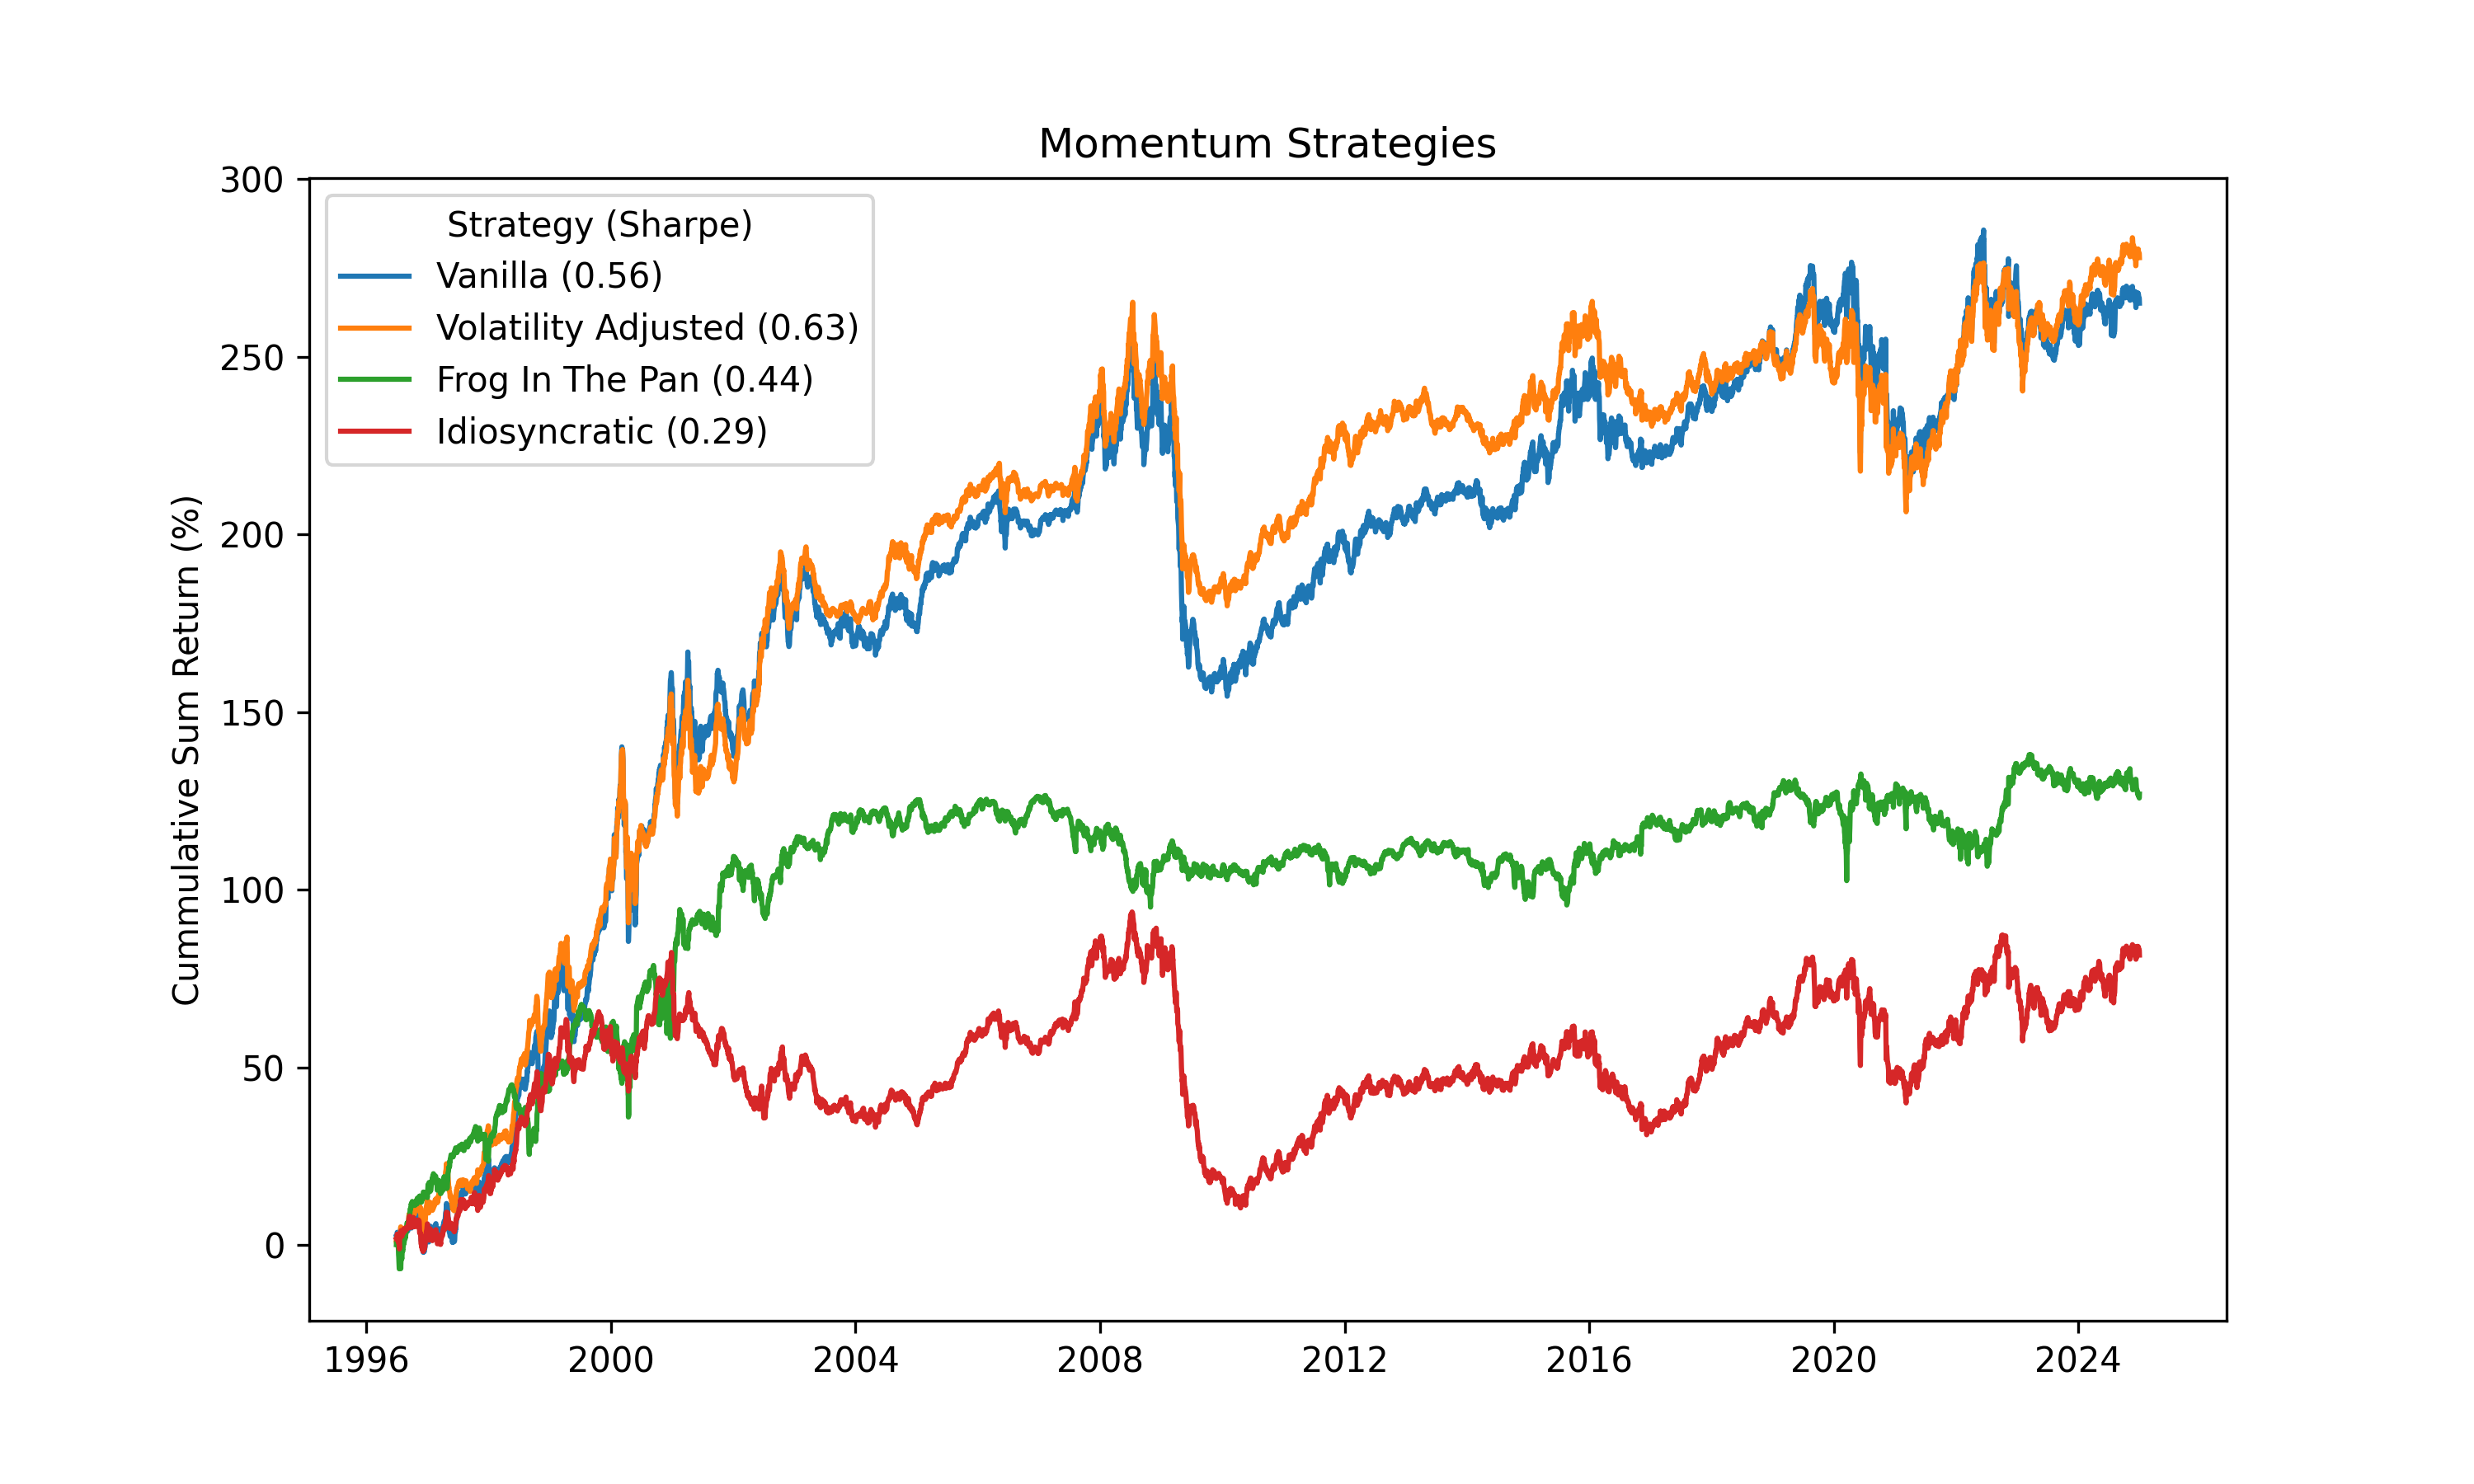 Momentum Strategies
300
250
200
150
100
50
0
Cummulative Sum Return (%)
Strategy (Sharpe)
Vanilla (0.56)
Volatility Adjusted (0.63)
Frog In The Pan (0.44)
Idiosyncratic (0.29)
1996 2000 2004 2008 2012 2016 2020 2024